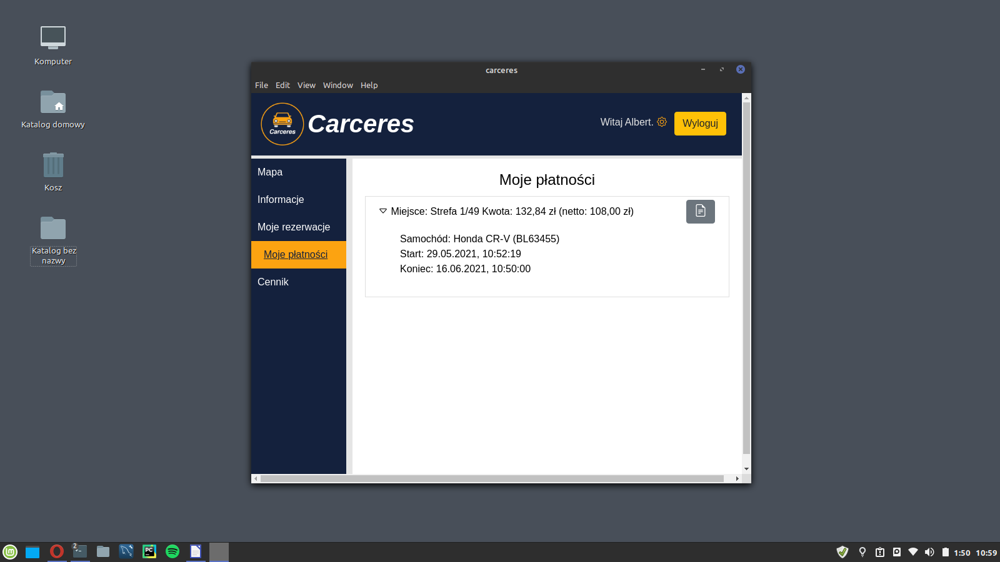 Komputer
Katalog domowy
Kosz
Katalog bez
nazwy
carceres
File Edit View Window Help
Carceres
Carceres
Witaj Albert.
Wyloguj
Mapa
Informacje
Moje rezerwacje
Moje płatności
Cennik
Moje płatności
Miejsce: Strefa 1/49 Kwota: 132,84 zł (netto: 108,00 zł)
Samochód: Honda CR-V (BL63455)
Start: 29.05.2021, 10:52:19
Koniec: 16.06.2021, 10:50:00
lm
2
PC
1:50 10:59